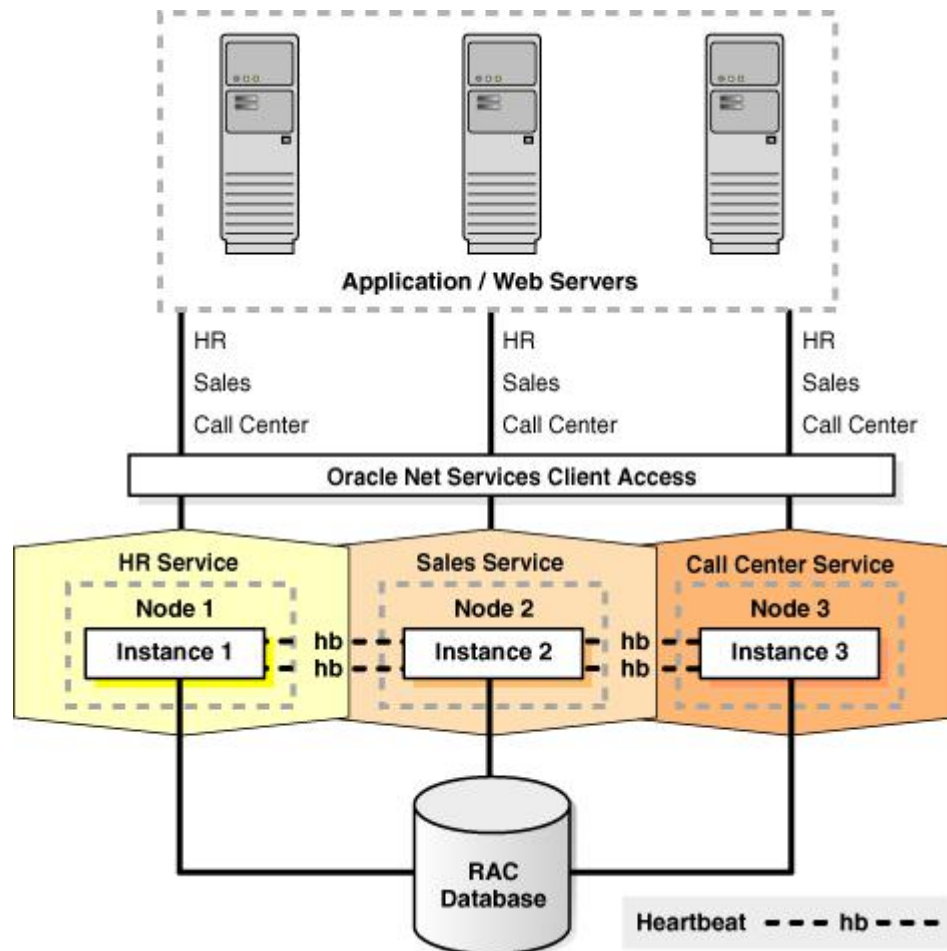 Application / Web Servers
HR
Sales
Call Center
HR
Sales
Call Center
HR
Sales
Call Center
Oracle Net Services Client Access
HR Service
Sales Service
Call Center Service
Node 1
Node 2
Node 3
Instance 1
hb
hb
Instance 2
hb
hb
Instance 3
RAC
Database
Heartbeat hb